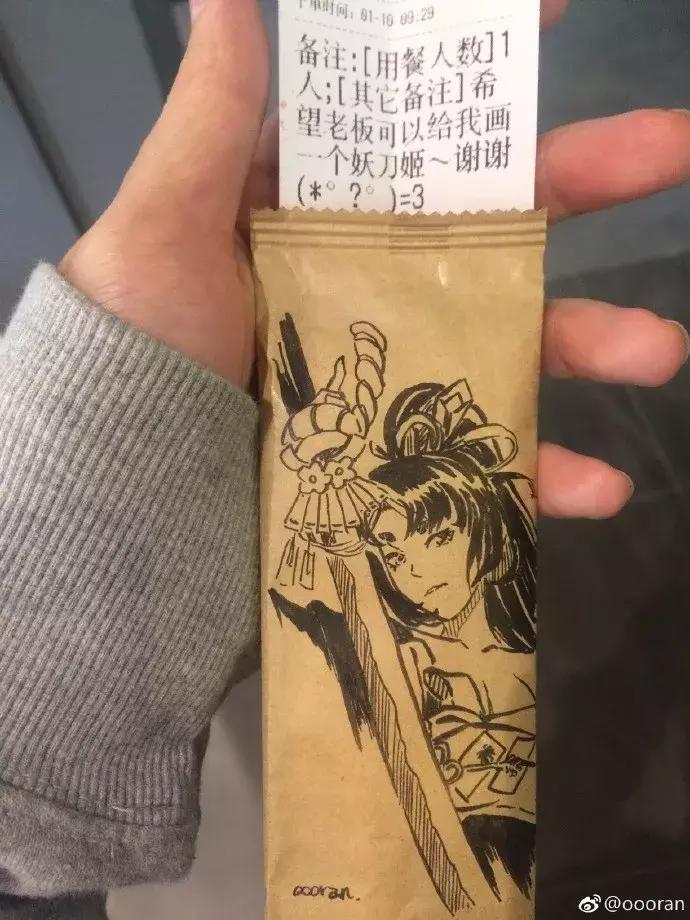 下单时间: 01-10 09:29
备注:[用餐人数]1
人;[其它备注]希
望老板可以给我画
一个妖刀姬~谢谢
(*°?°)=3
oooran.
@oooran